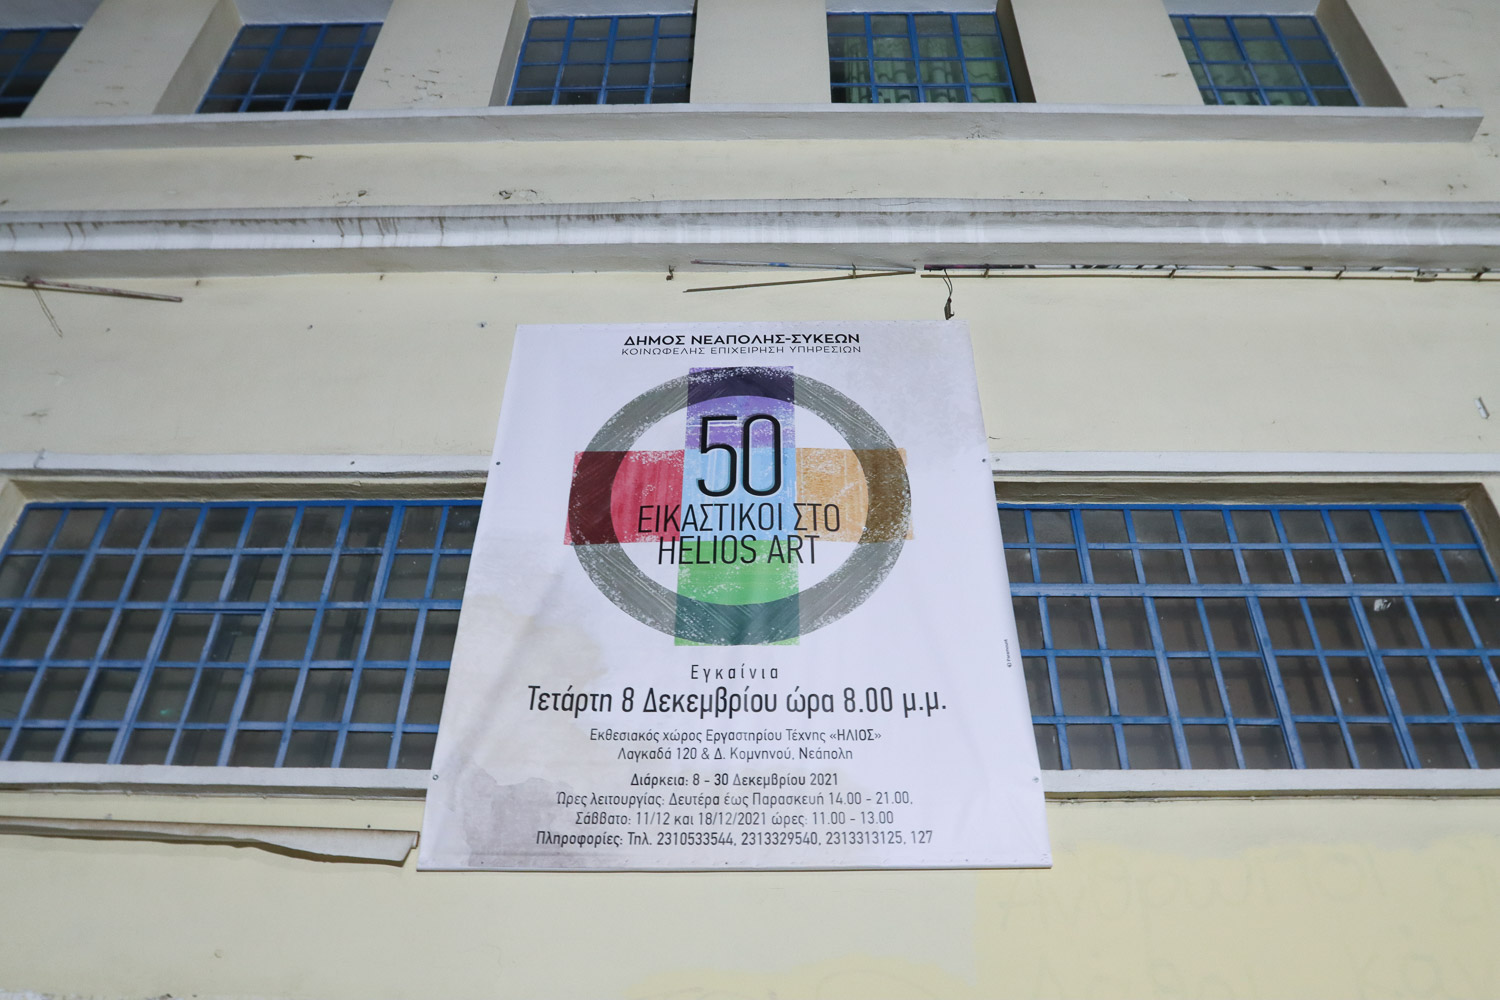 ΔΗΜΟΣ ΝΕΑΠΟΛΗΣ-ΣΥΚΕΩΝ
ΚΟΙΝΩΦΕΛΗΣ ΕΠΙΧΕΙΡΗΣΗ ΥΠΗΡΕΣΙΩΝ
50
ΕΙΚΑΣΤΙΚΟΙ ΣΤΟ
HELIOS ART
Εγκαίνια
Τετάρτη 8 Δεκεμβρίου ώρα 8.00 μ.μ.
Εκθεσιακός χώρος Εργαστηρίου Τέχνης «ΗΛΙΟΣ»
Λαγκαδά 120 & Δ. Κομνηνού, Νεάπολη
Διάρκεια: 8 - 30 Δεκεμβρίου 2021
Ώρες λειτουργίας: Δευτέρα έως Παρασκευή 14.00 - 21.00,
Σάββατο: 11/12 και 18/12/2021 ώρες: 11.00 - 13.00
Πληροφορίες: Τηλ. 2310533544, 2313329540, 2313313125, 127